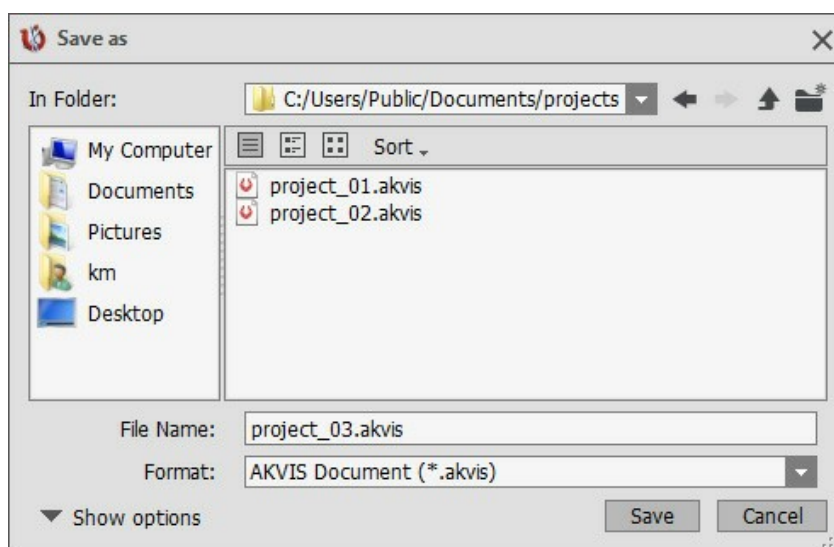 Save as
In Folder: C:/Users/Public/Documents/projects
My Computer
Documents
Pictures
km
Desktop
Sort
project_01.akvis
project_02.akvis
File Name: project_03.akvis
Format: AKVIS Document (*.akvis)
Show options Save Cancel